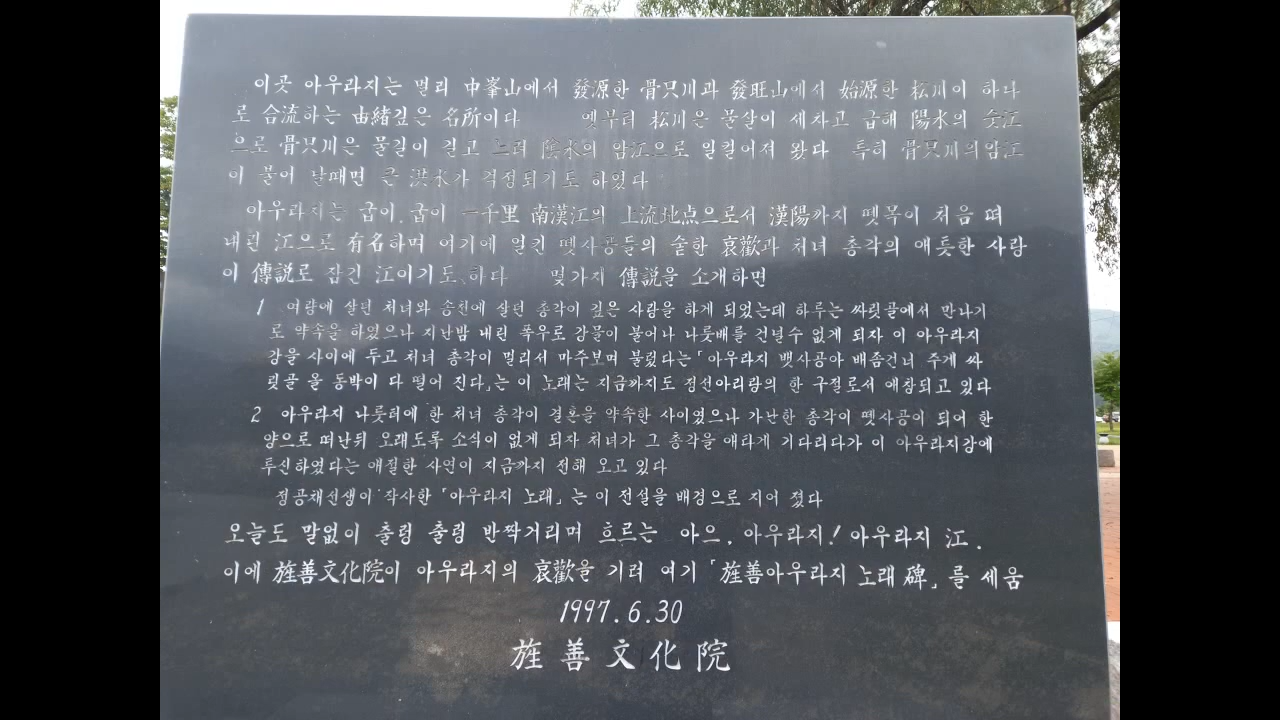 이곳 아우라지는 멀리 中峯山에서 發源한 骨只川과 發旺山에서 始源한 松川이 하나
로 合流하는 由緖깊은 名所이다 옛부터 松川은 물살이 세차고 급해 陽水의 숫江
으로 骨只川은 물길이 길고 느려 陰水의 암江으로 일컬어져 왔다 특히 骨只川의암江
이 불어 날때면 큰 洪水가 걱정되기도 하였다
아우라지는 굽이.굽이 一千里 南漢江의 上流地点으로서 漢陽까지 뗏목이 처음 떠
내린 江으로 有名하며 여기에 얽힌 뗏사공들의 숱한 哀歡과 처녀 총각의 애틋한 사랑
이 傳說로 잠긴 江이기도.하다 몇가지 傳說을 소개하면
1 여량에 살던 처녀와 송천에 살던 총각이 깊은 사랑을 하게 되었는데 하루는 싸릿골에서 만나기
로 약속을 하였으나 지난밤 내린 폭우로 강물이 불어나 나룻배를 건널수 없게 되자 이 아우라지
강을 사이에 두고 처녀 총각이 멀리서 마주보며 불렀다는「아우라지 뱃사공아 배좀건너 주게 싸
릿골 올 동박이 다 떨어 진다」는 이 노래는 지금까지도 정선아리랑의 한 구절로서 애창되고 있다
2 아우라지 나룻터에 한 처녀 총각이 결혼을 약속한 사이였으나 가난한 총각이 뗏사공이 되어 한
양으로 떠난뒤 오래도록 소식이 없게 되자 처녀가 그 총각을 애타게 기다리다가 이 아우라지강에
투신하였다는 애절한 사연이 지금까지 전해 오고 있다
정공채선생이 작사한「아우라지 노래」는 이 전설을 배경으로 지어 졌다
오늘도 말없이 출렁 출렁 반짝거리며 흐르는 아으, 아우라지! 아우라지 江.
이에 旌善文化院이 아우라지의 哀歡을 기려 여기「旌善아우라지 노래 碑」를 세움
1997.6.30
旌善文化院